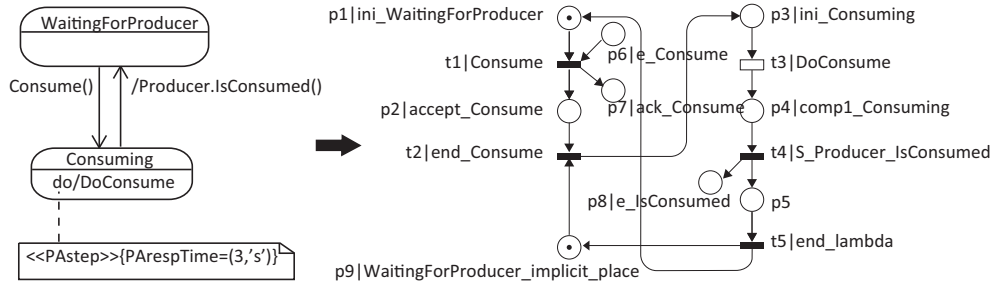 WaitingForProducer
Consume()
/Producer.IsConsumed()
Consuming
do/DoConsume
<<PAstep>>{PArespTime=(3,'s')}
p1|ini_WaitingForProducer
p6|e_Consume
t1|Consume
p7|ack_Consume
p2|accept_Consume
t2|end_Consume
p9|WaitingForProducer_implicit_place
p3|ini_Consuming
t3|DoConsume
p4|comp1_Consuming
t4|S_Producer_IsConsumed
p8|e_IsConsumed
p5
t5|end_lambda